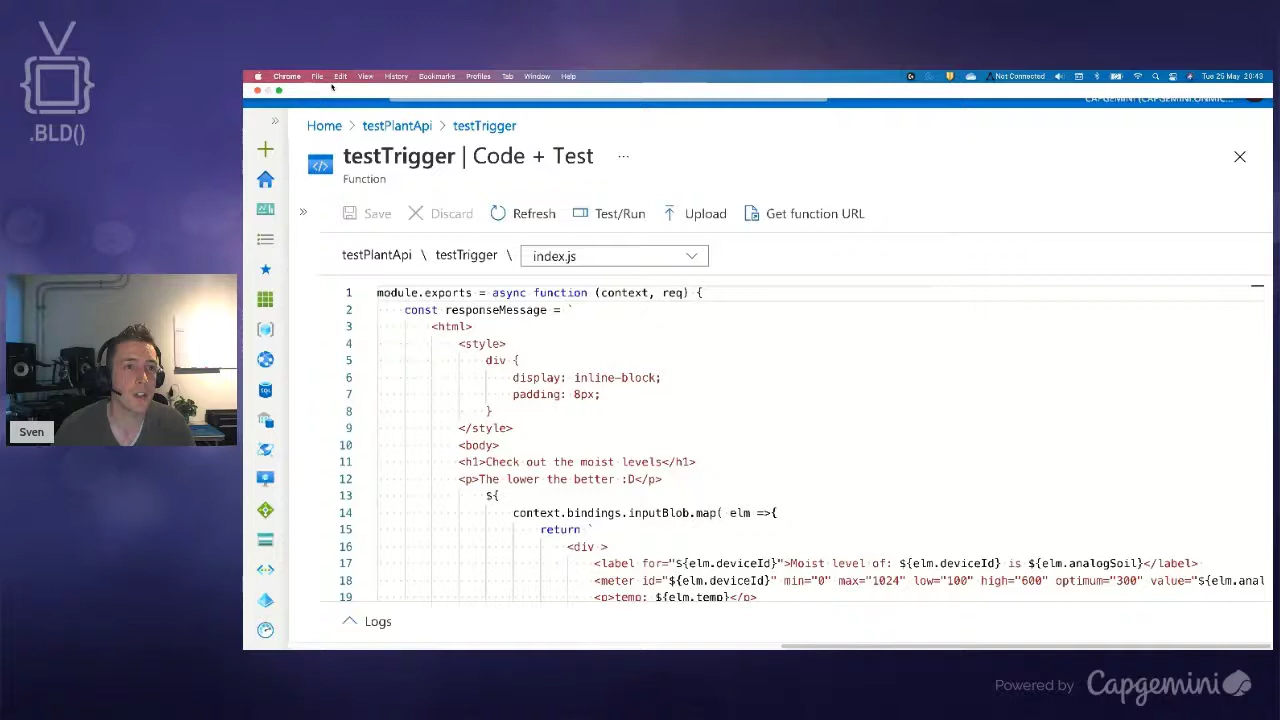 .BLD()
Chrome File Edit View History Bookmarks Profiles Tab Window Help
Not Connected
Tue 25 May 20:43
CAPGEMINI (CAPGEMINI.ONMIC...
Home > testPlantApi > testTrigger
testTrigger | Code + Test ...
Function
Save Discard Refresh Test/Run Upload Get function URL
testPlantApi \ testTrigger \ index.js
1 module.exports = async function (context, req) {
2 const responseMessage = `
3 <html>
4 <style>
5 div {
6 display: inline-block;
7 padding: 8px;
8 }
9 </style>
10 <body>
11 <h1>Check out the moist levels</h1>
12 <p>The lower the better :D</p>
13 ${
14 context.bindings.inputBlob.map( elm =>{
15 return `
16 <div >
17 <label for="${elm.deviceId}">Moist level of: ${elm.deviceId} is ${elm.analogSoil}</label>
18 <meter id="${elm.deviceId}" min="0" max="1024" low="100" high="600" optimum="300" value="${elm.anal
19 <p>temp: ${elm.temp}</p>
Logs
Sven
Powered by Capgemini